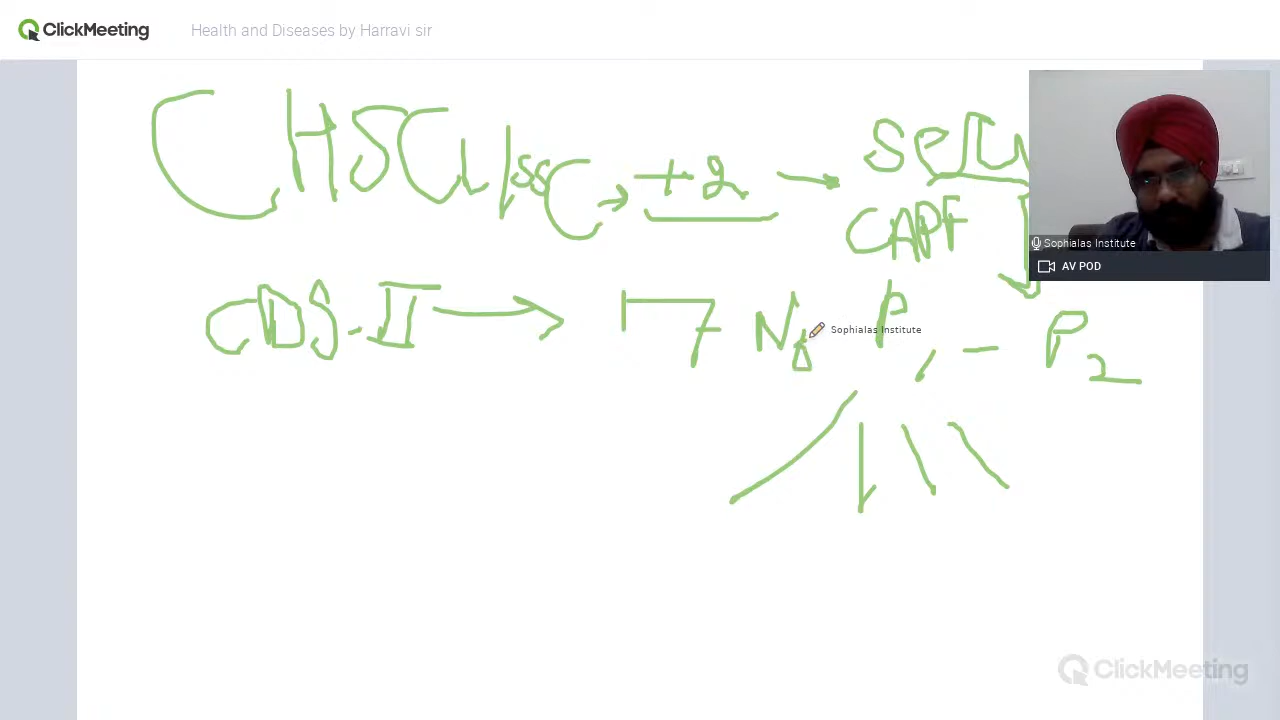 ClickMeeting Health and Diseases by Harravi sir
CHSL/SSC → +2 →
CAPF
Sophialas Institute
AV POD
CDS-II → 17 P1 - P2
Sophialas Institute
ClickMeeting